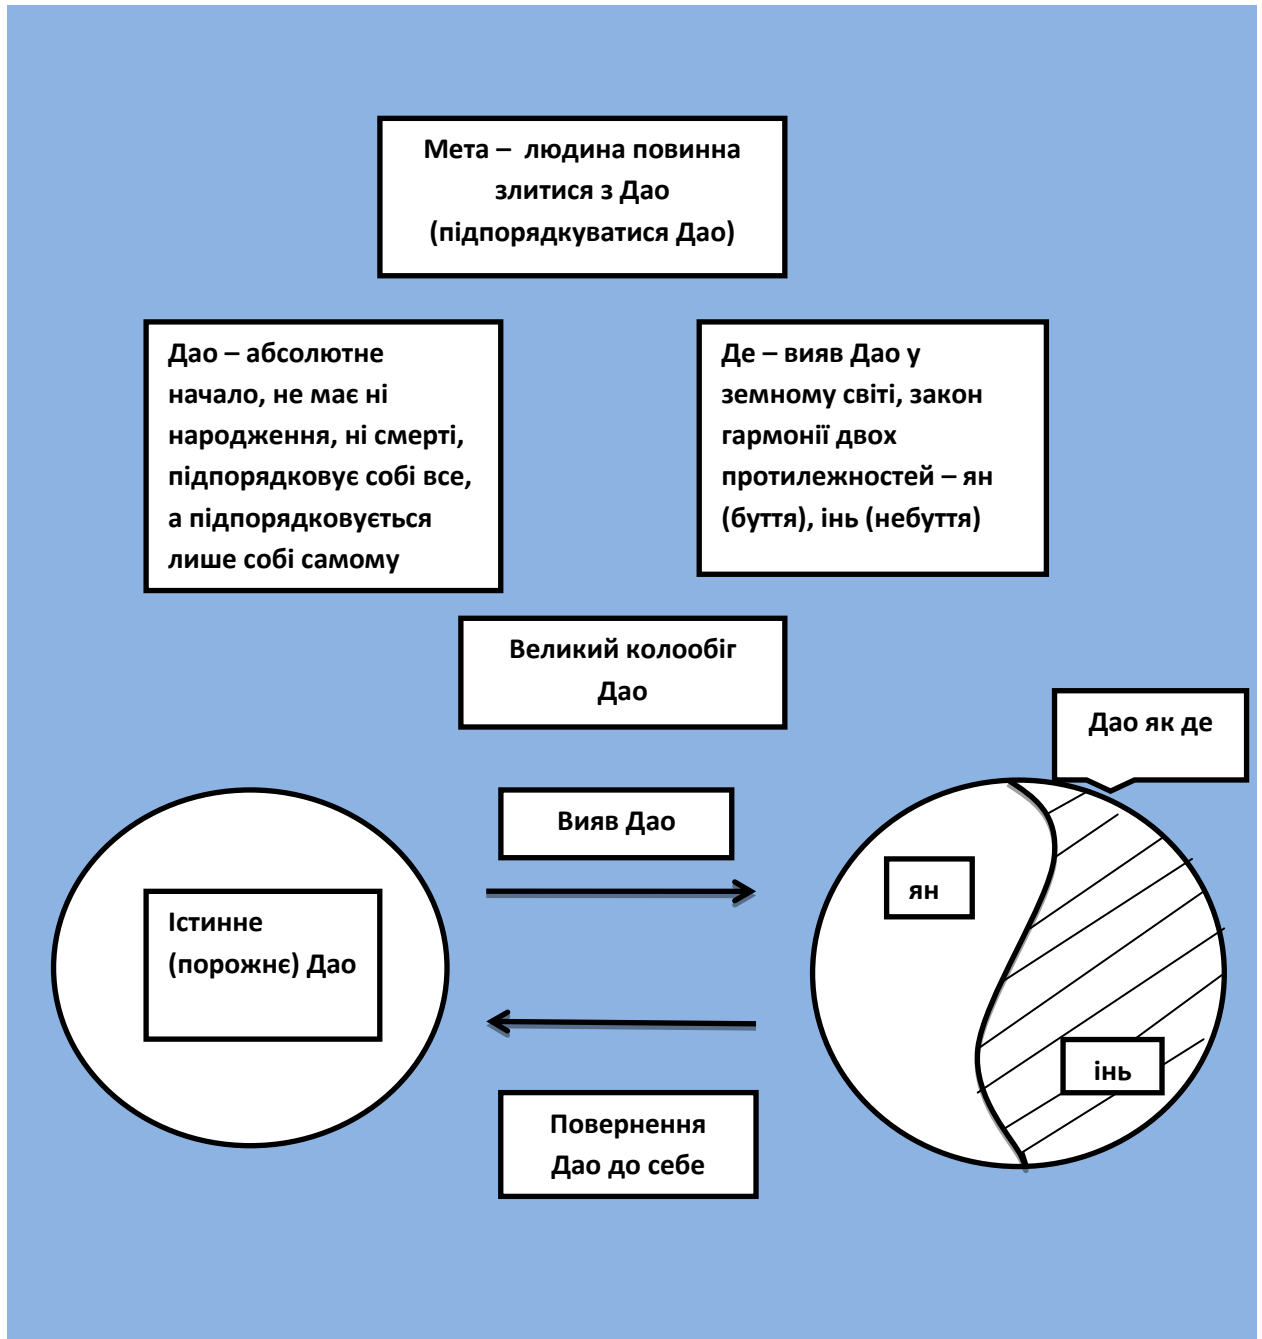 Мета – людина повинна
злитися з Дао
(підпорядкуватися Дао)
Дао – абсолютне
начало, не має ні
народження, ні смерті,
підпорядковує собі все,
а підпорядковується
лише собі самому
Де – вияв Дао у
земному світі, закон
гармонії двох
протилежностей – ян
(буття), інь (небуття)
Великий колообіг
Дао
Дао як де
Вияв Дао
ян
Істинне
(порожнє) Дао
інь
Повернення
Дао до себе